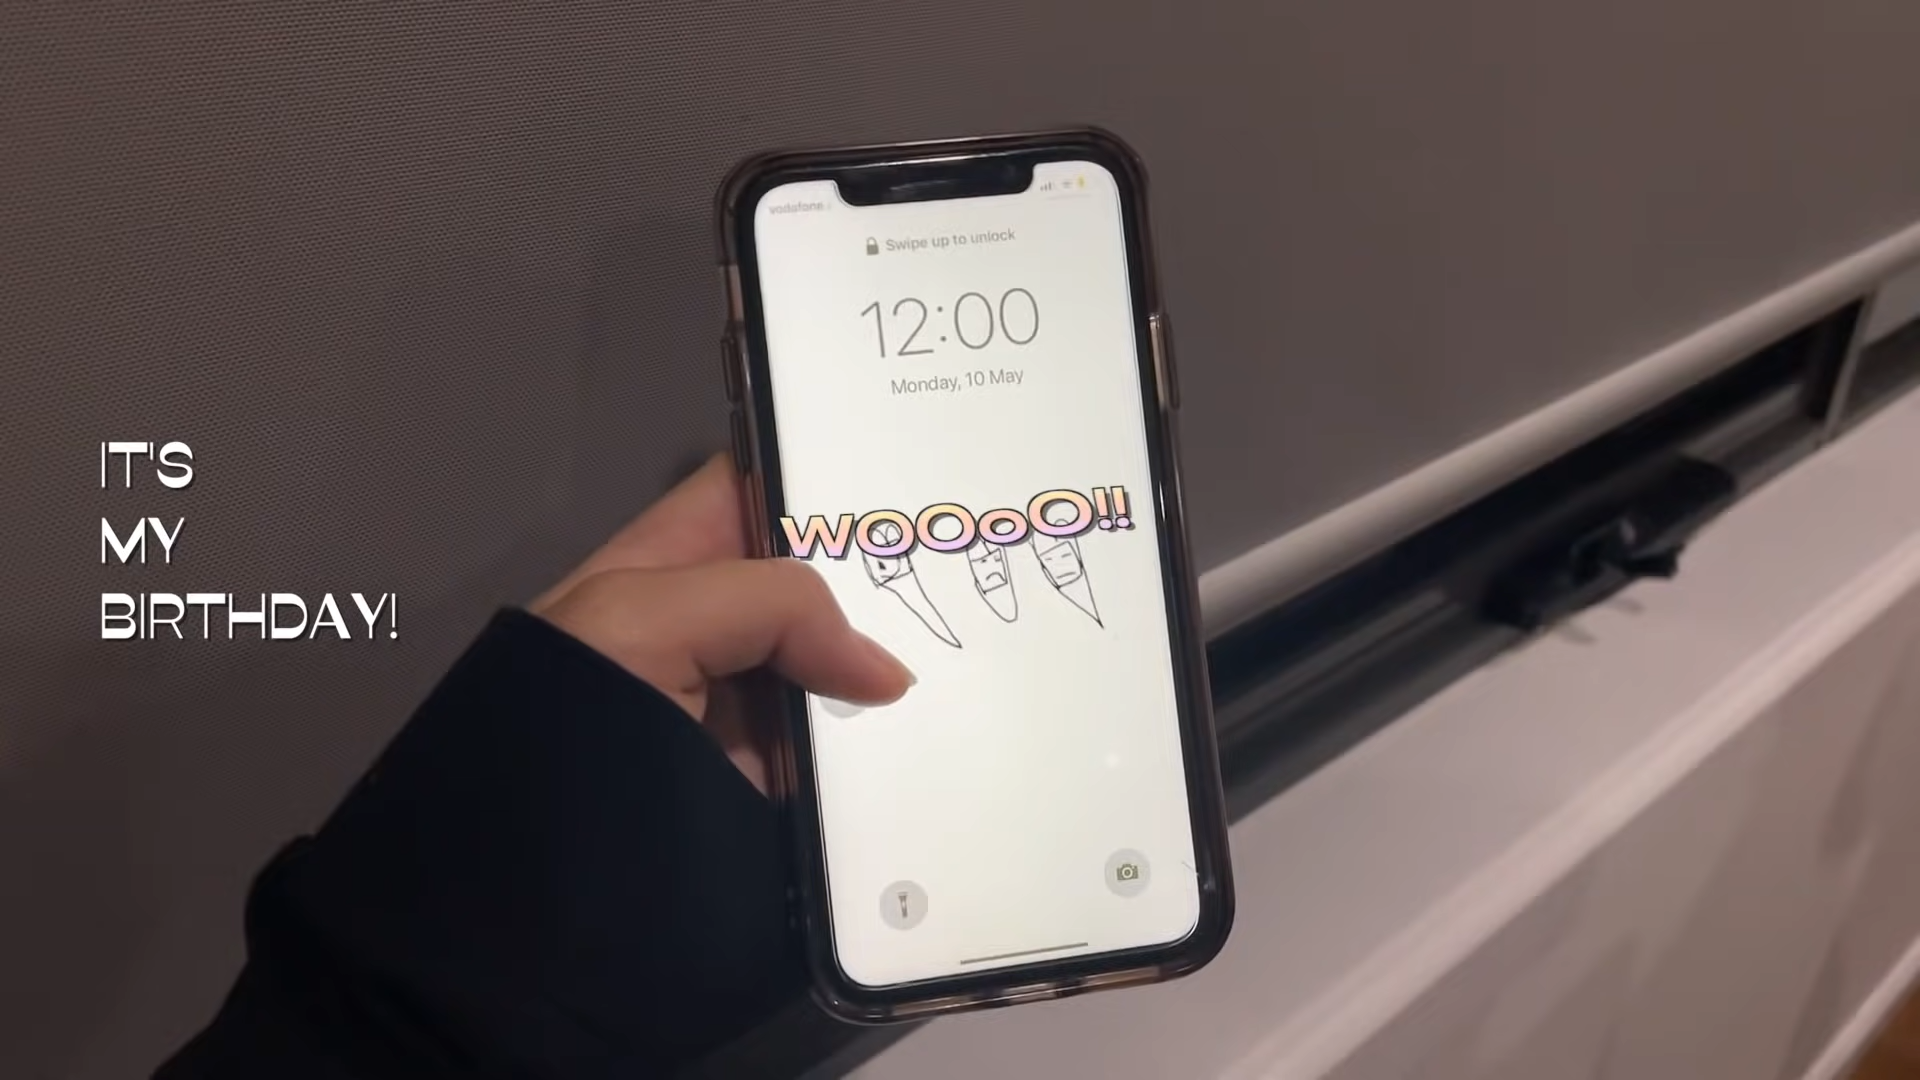 vodafone
Swipe up to unlock
12:00
Monday, 10 May
IT'S
MY
BIRTHDAY!
WOOoO!!